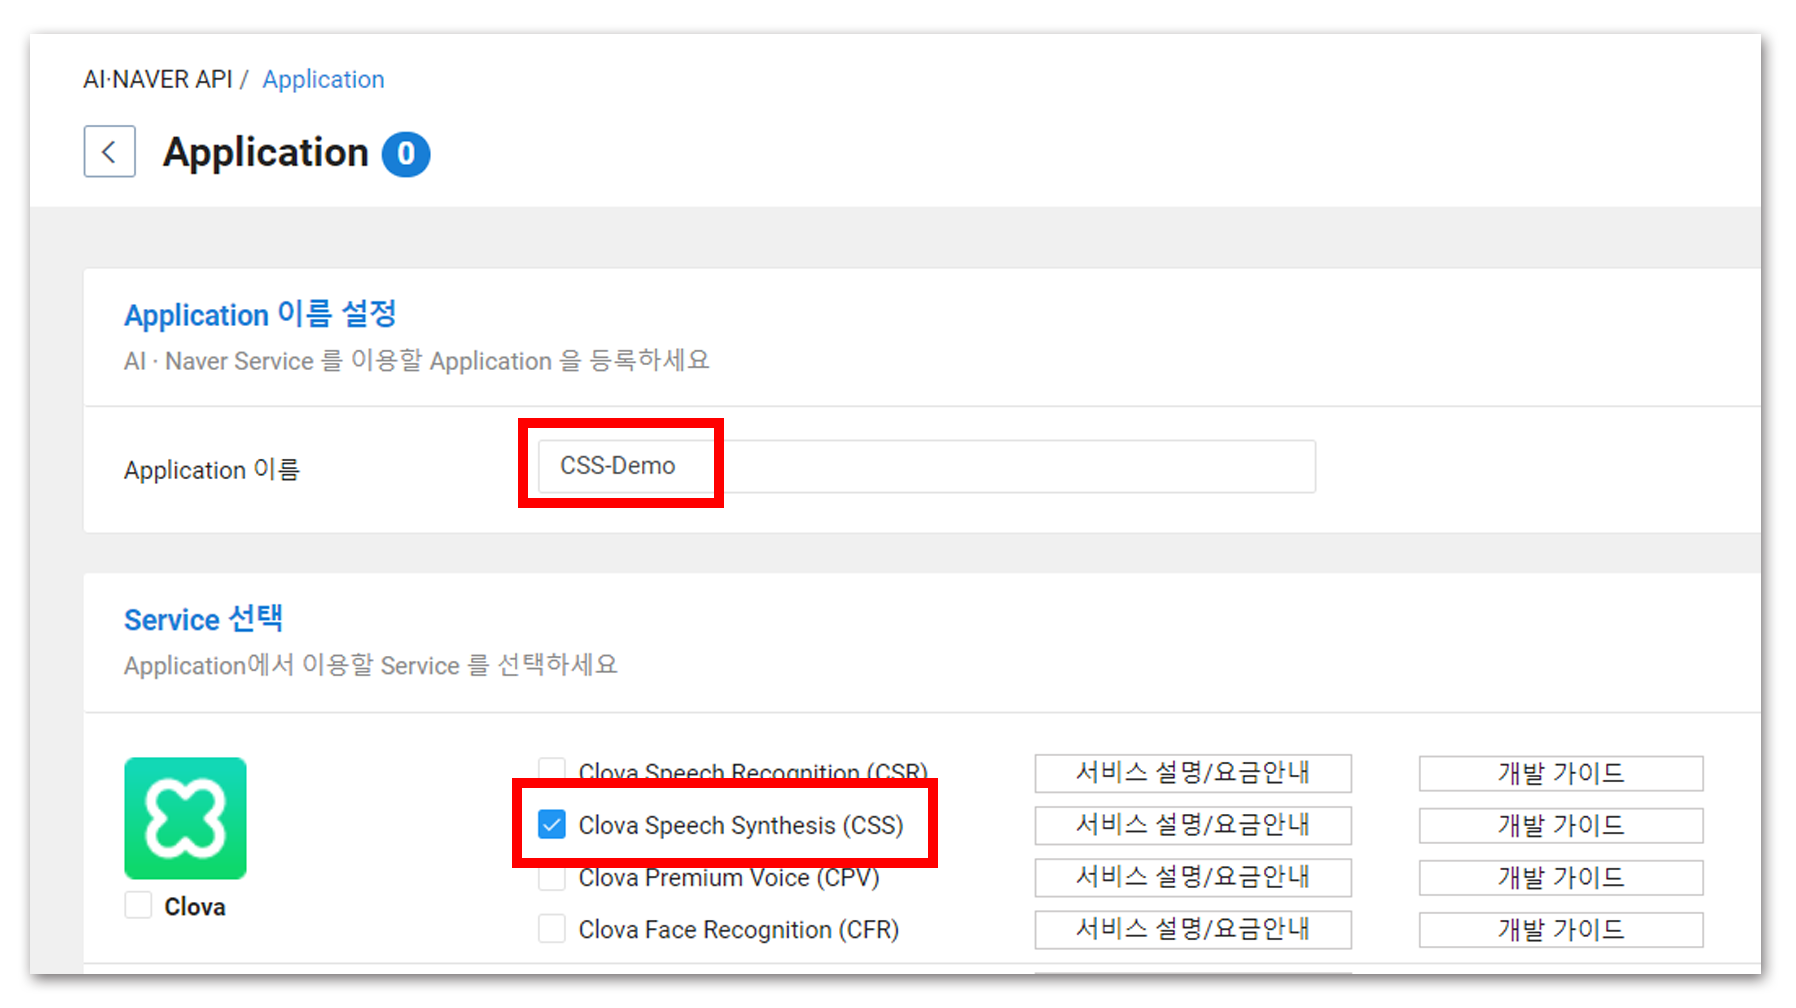 AI·NAVER API / Application
Application 0
Application 이름 설정
AI · Naver Service 를 이용할 Application 을 등록하세요
Application 이름
CSS-Demo
Service 선택
Application에서 이용할 Service 를 선택하세요
Clova Speech Recognition (CSR) 서비스 설명/요금안내 개발 가이드
Clova Speech Synthesis (CSS) 서비스 설명/요금안내 개발 가이드
Clova Premium Voice (CPV) 서비스 설명/요금안내 개발 가이드
Clova Face Recognition (CFR) 서비스 설명/요금안내 개발 가이드
Clova